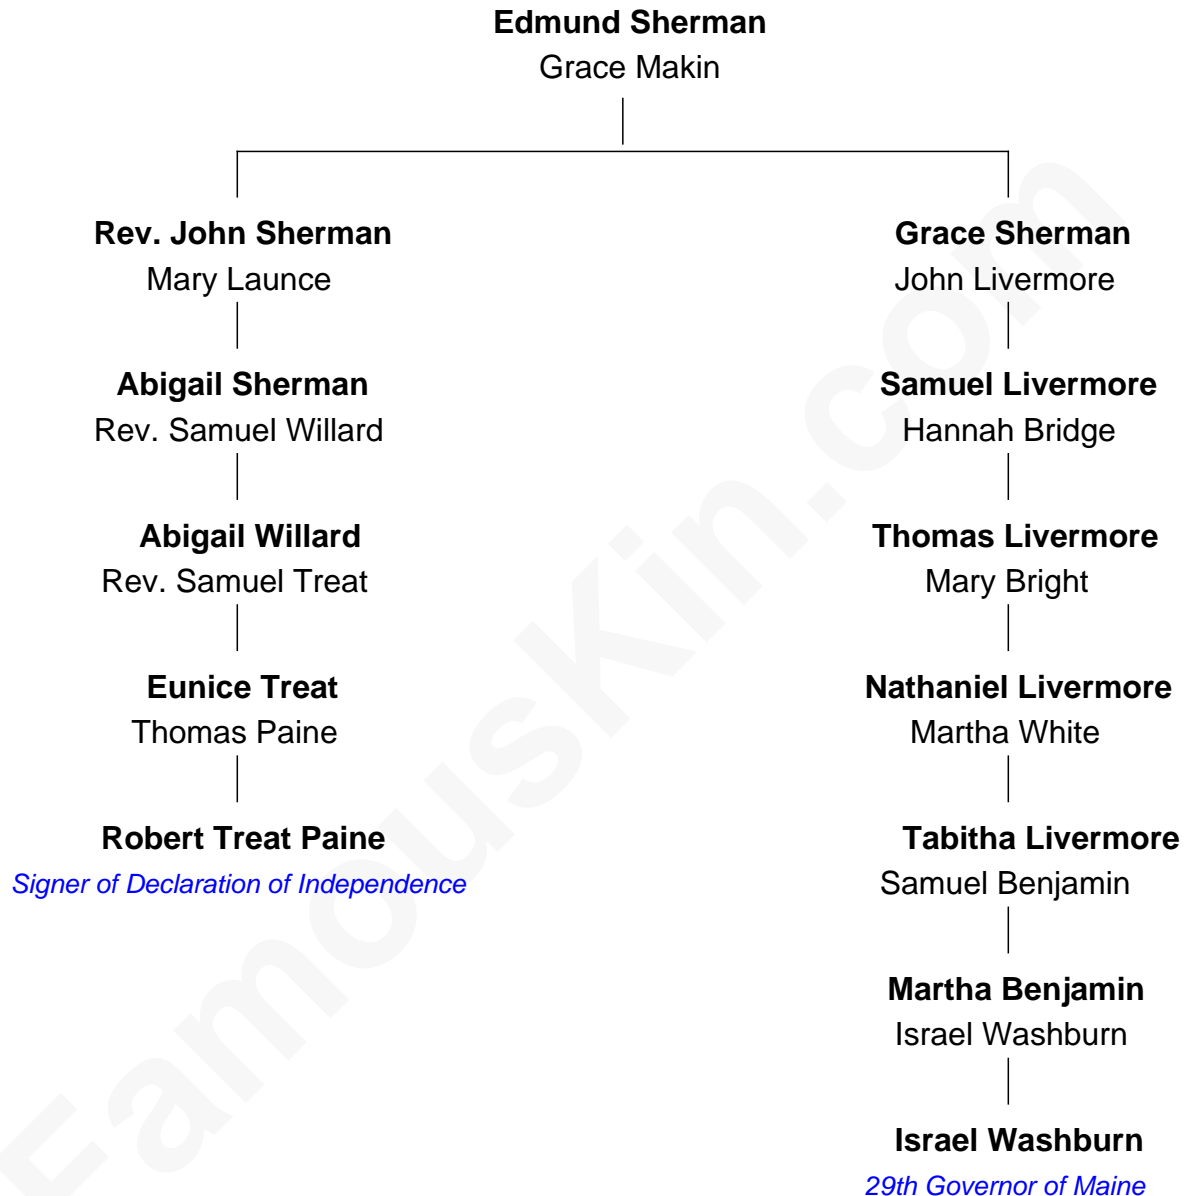 Edmund Sherman
Grace Makin
Rev. John Sherman
Mary Launce
Abigail Sherman
Rev. Samuel Willard
Abigail Willard
Rev. Samuel Treat
Eunice Treat
Thomas Paine
Robert Treat Paine
Signer of Declaration of Independence
Grace Sherman
John Livermore
Samuel Livermore
Hannah Bridge
Thomas Livermore
Mary Bright
Nathaniel Livermore
Martha White
Tabitha Livermore
Samuel Benjamin
Martha Benjamin
Israel Washburn
Israel Washburn
29th Governor of Maine
FamousKin.com